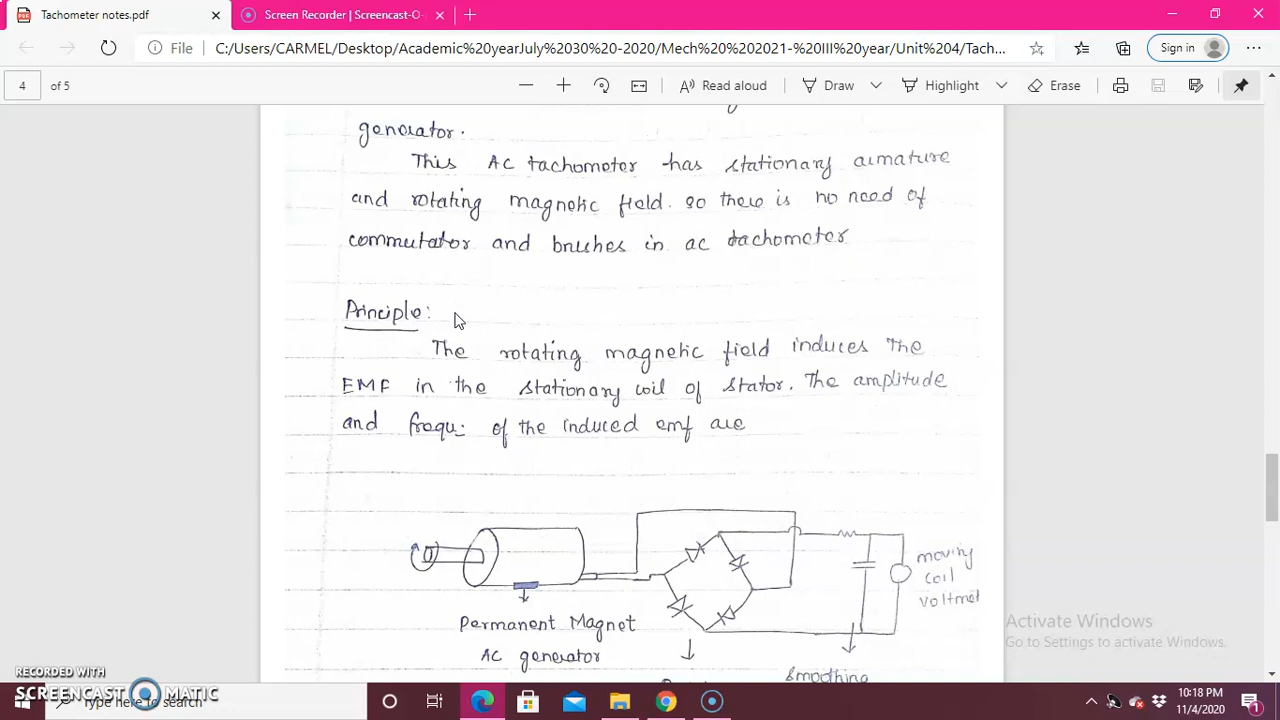 Tachometer notes.pdf
Screen Recorder | Screencast-O-
File
C:/Users/CARMEL/Desktop/Academic%20yearJuly%2030%20-2020/Mech%20%202021-%20III%20year/Unit%204/Tach...
Sign in
4 of 5
Read aloud
Draw
Highlight
Erase
generator.
This AC tachometer has stationary armature
and rotating magnetic field. so there is no need of
commutator and brushes in ac tachometer
Principle:
The rotating magnetic field induces the
EMF in the stationary coil of stator. The amplitude
and frequ: of the induced emf are
moving
coil
voltmet
Permanent Magnet
AC generator
smoothing
Activate Windows
Go to Settings to activate Windows.
RECORDED WITH
SCREENCAST MATIC
Type here to search
10:18 PM
11/4/2020
1